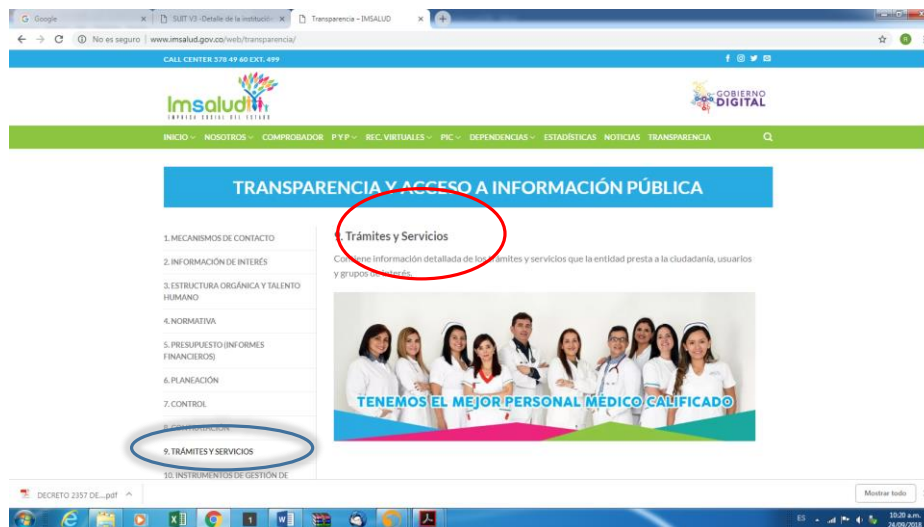 Google
SUIT V3 -Detalle de la institució
Transparencia – IMSALUD
No es seguro
www.imsalud.gov.co/web/transparencia/
CALL CENTER 578 49 60 EXT. 499
Imsalud
EMPRESA SOCIAL DEL ESTADO
GOBIERNO
DIGITAL
INICIO NOSOTROS COMPROBADOR P Y P REC. VIRTUALES PIC DEPENDENCIAS ESTADÍSTICAS NOTICIAS TRANSPARENCIA
TRANSPARENCIA Y ACCESO A INFORMACIÓN PÚBLICA
1. MECANISMOS DE CONTACTO
2. INFORMACIÓN DE INTERÉS
3. ESTRUCTURA ORGÁNICA Y TALENTO
HUMANO
4. NORMATIVA
5. PRESUPUESTO (INFORMES
FINANCIEROS)
6. PLANEACIÓN
7. CONTROL
8. CONTRATACIÓN
9. TRÁMITES Y SERVICIOS
10. INSTRUMENTOS DE GESTIÓN DE
9. Trámites y Servicios
Contiene información detallada de los trámites y servicios que la entidad presta a la ciudadanía, usuarios
y grupos de interés.
TENEMOS EL MEJOR PERSONAL MÉDICO CALIFICADO
DECRETO 2357 DE....pdf
Mostrar todo
ES
10:20 a.m.